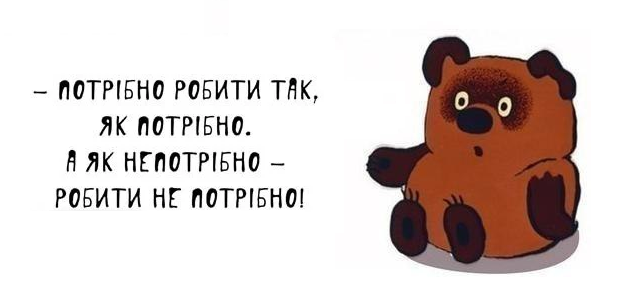 – ПОТРІБНО РОБИТИ ТАК,
ЯК ПОТРІБНО.
А ЯК НЕПОТРІБНО –
РОБИТИ НЕ ПОТРІБНО!